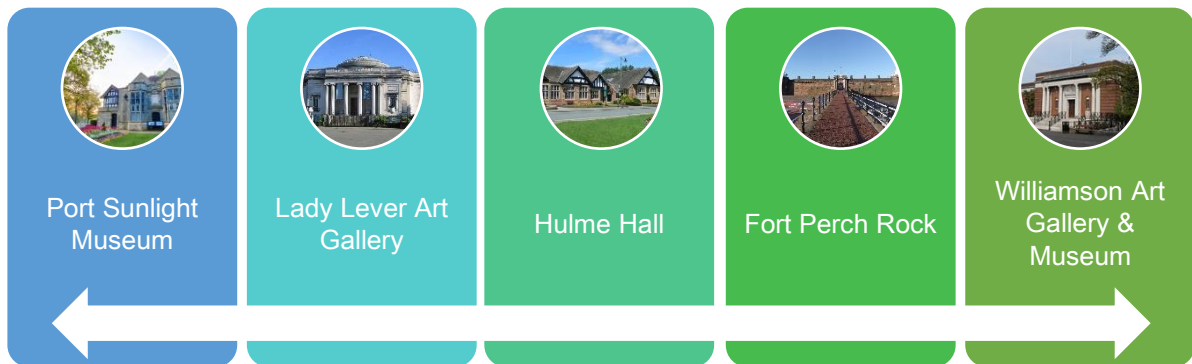 Port Sunlight
Museum
Lady Lever Art
Gallery
Hulme Hall
Fort Perch Rock
Williamson Art
Gallery &
Museum